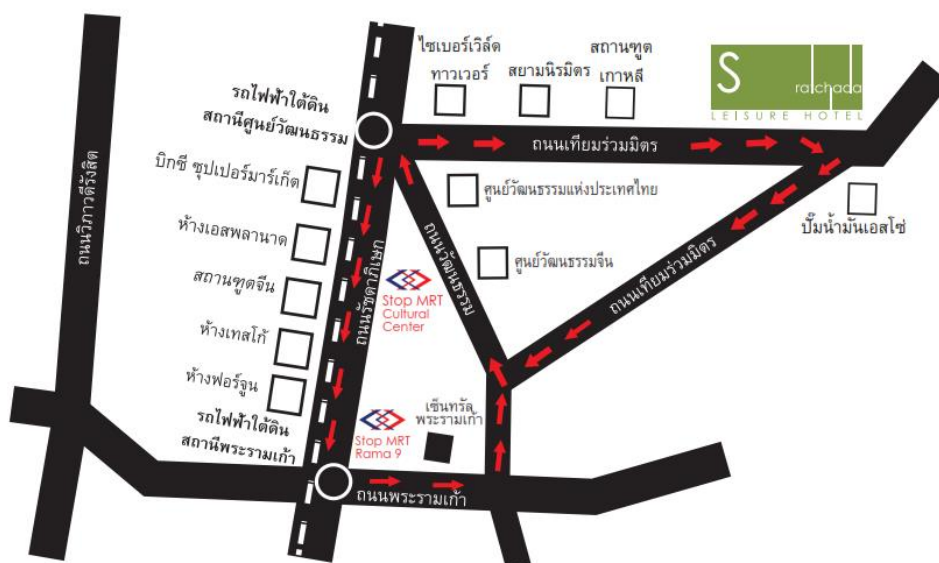 ไซเบอร์เวิล์ด
ทาวเวอร์
สยามนิรมิตร
สถานฑูต
เกาหลี
S
ratchada
LEISURE HOTEL
รถไฟฟ้าใต้ดิน
สถานีศูนย์วัฒนธรรม
ถนนเทียมร่วมมิตร
บิกซี ซุปเปอร์มาร์เก็ต
ศูนย์วัฒนธรรมแห่งประเทศไทย
ปั๊มน้ำมันเอสโซ่
ถนนวิภาวดีรังสิต
ห้างเอสพลานาด
ถนนวัฒนธรรม
ศูนย์วัฒนธรรมจีน
สถานฑูตจีน
ถนนรัชดาภิเษก
Stop MRT
Cultural
Center
ถนนเทียมร่วมมิตร
ห้างเทสโก้
ห้างฟอร์จูน
รถไฟฟ้าใต้ดิน
สถานีพระรามเก้า
Stop MRT
Rama 9
เซ็นทรัล
พระรามเก้า
ถนนพระรามเก้า